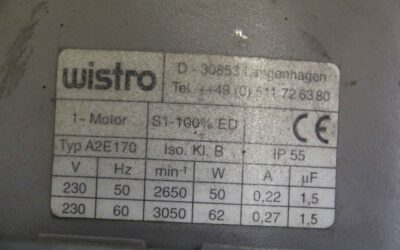 wistro
D - 30853 Langenhagen
Tel. ++49 (0) 511 72 63 80
1~ Motor S1-100% ED CE
Typ A2E170 Iso. Kl. B IP 55
V Hz min-1 W A µF
230 50 2650 50 0,22 1,5
230 60 3050 62 0,27 1,5